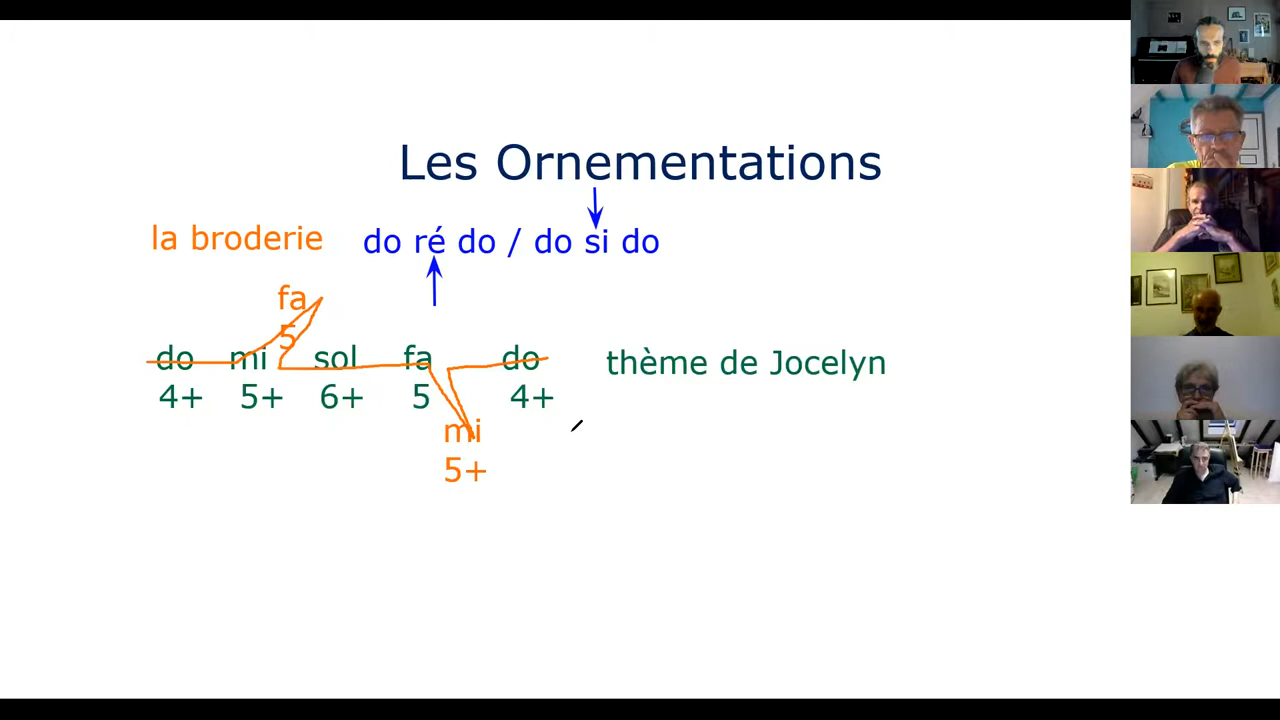 Les Ornementations
la broderie do ré do / do si do
fa
5
do mi sol fa do thème de Jocelyn
4+ 5+ 6+ 5 4+
mi
5+